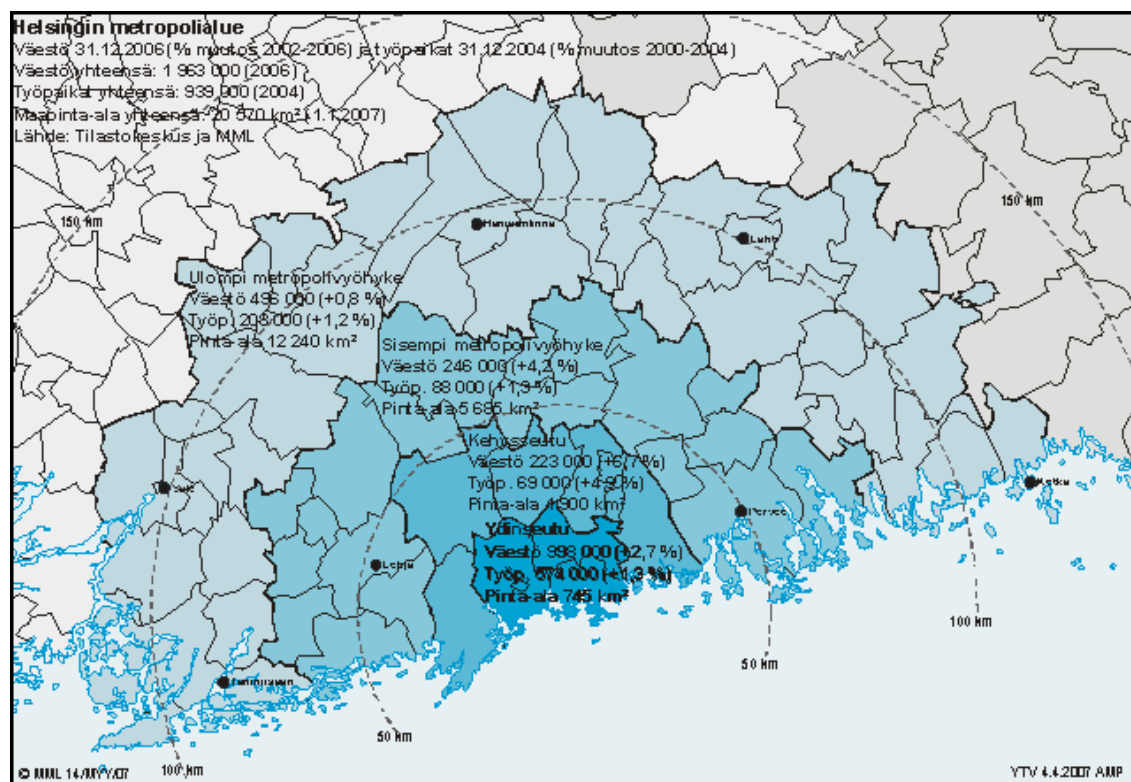 Helsingin metropolialue
Väestö 31.12.2006 (% muutos 2002-2006) ja työpaikat 31.12.2004 (% muutos 2000-2004)
Väestö yhteensä: 1 963 000 (2006)
Työpaikat yhteensä: 939 900 (2004)
Maapinta-ala yhteensä: 20 570 km² (1.1.2007)
Lähde: Tilastokeskus ja MML
150 km
150 km
Hämeenlinna
Lahti
Ulompi metropolivyöhyke
Väestö 496 000 (+0,8 %)
Työp. 208 000 (+1,2 %)
Pinta-ala 12 240 km²
Sisempi metropolivyöhyke
Väestö 246 000 (+4,2 %)
Työp. 88 000 (+1,9 %)
Pinta-ala 5 685 km²
Kehysseutu
Väestö 223 000 (+6,7 %)
Työp. 69 000 (+4,9 %)
Pinta-ala 1 900 km²
Kotka
Porvoo
Ydinseutu
Väestö 998 000 (+2,7 %)
Työp. 574 000 (+1,3 %)
Pinta-ala 745 km²
Lohja
100 km
50 km
Tammisaari
50 km
100 km
© MML 14/MYY/07
YTV 4.4.2007 AMP